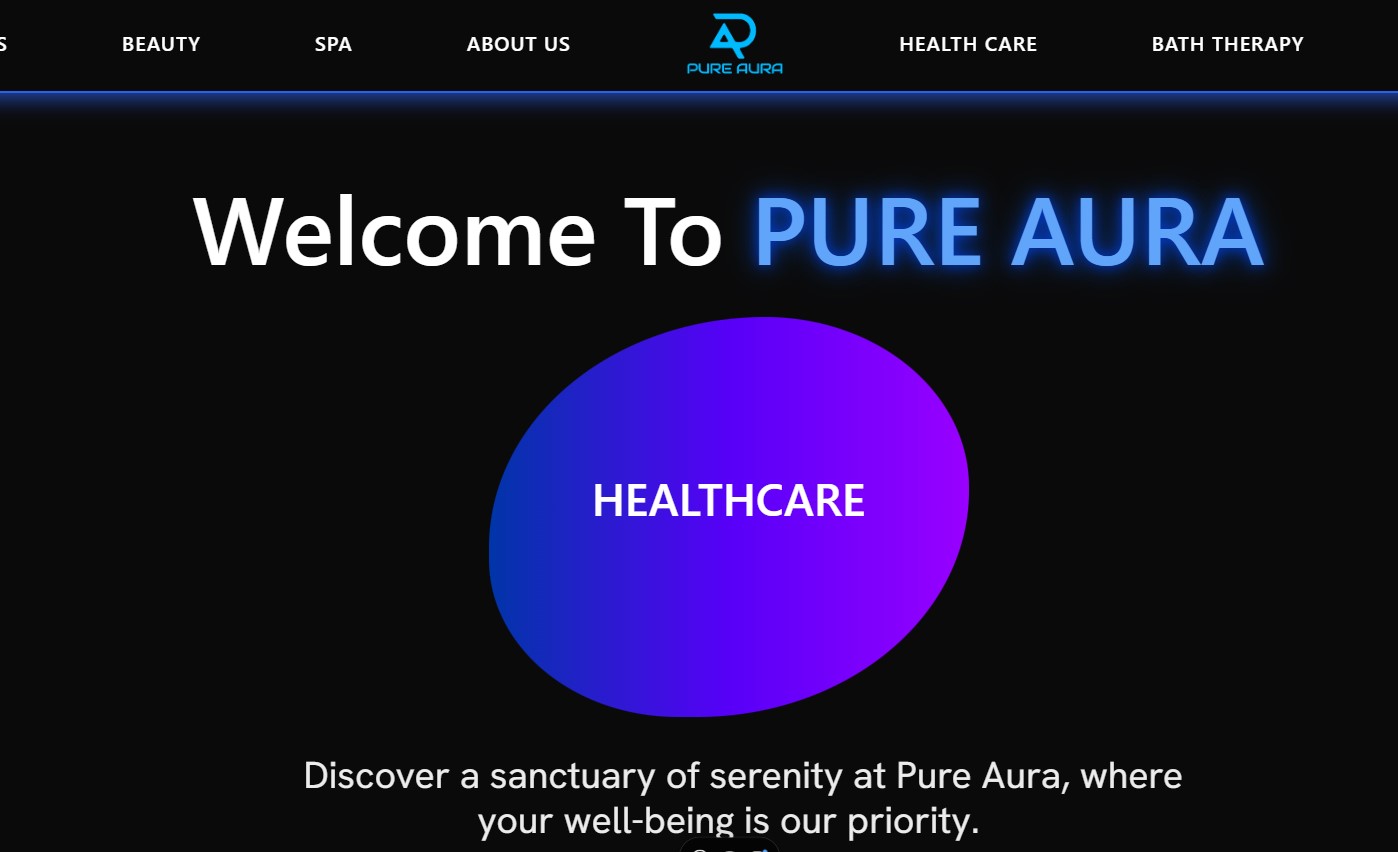 S BEAUTY SPA ABOUT US PURE AURA HEALTH CARE BATH THERAPY
Welcome To PURE AURA
HEALTHCARE
Discover a sanctuary of serenity at Pure Aura, where
your well-being is our priority.